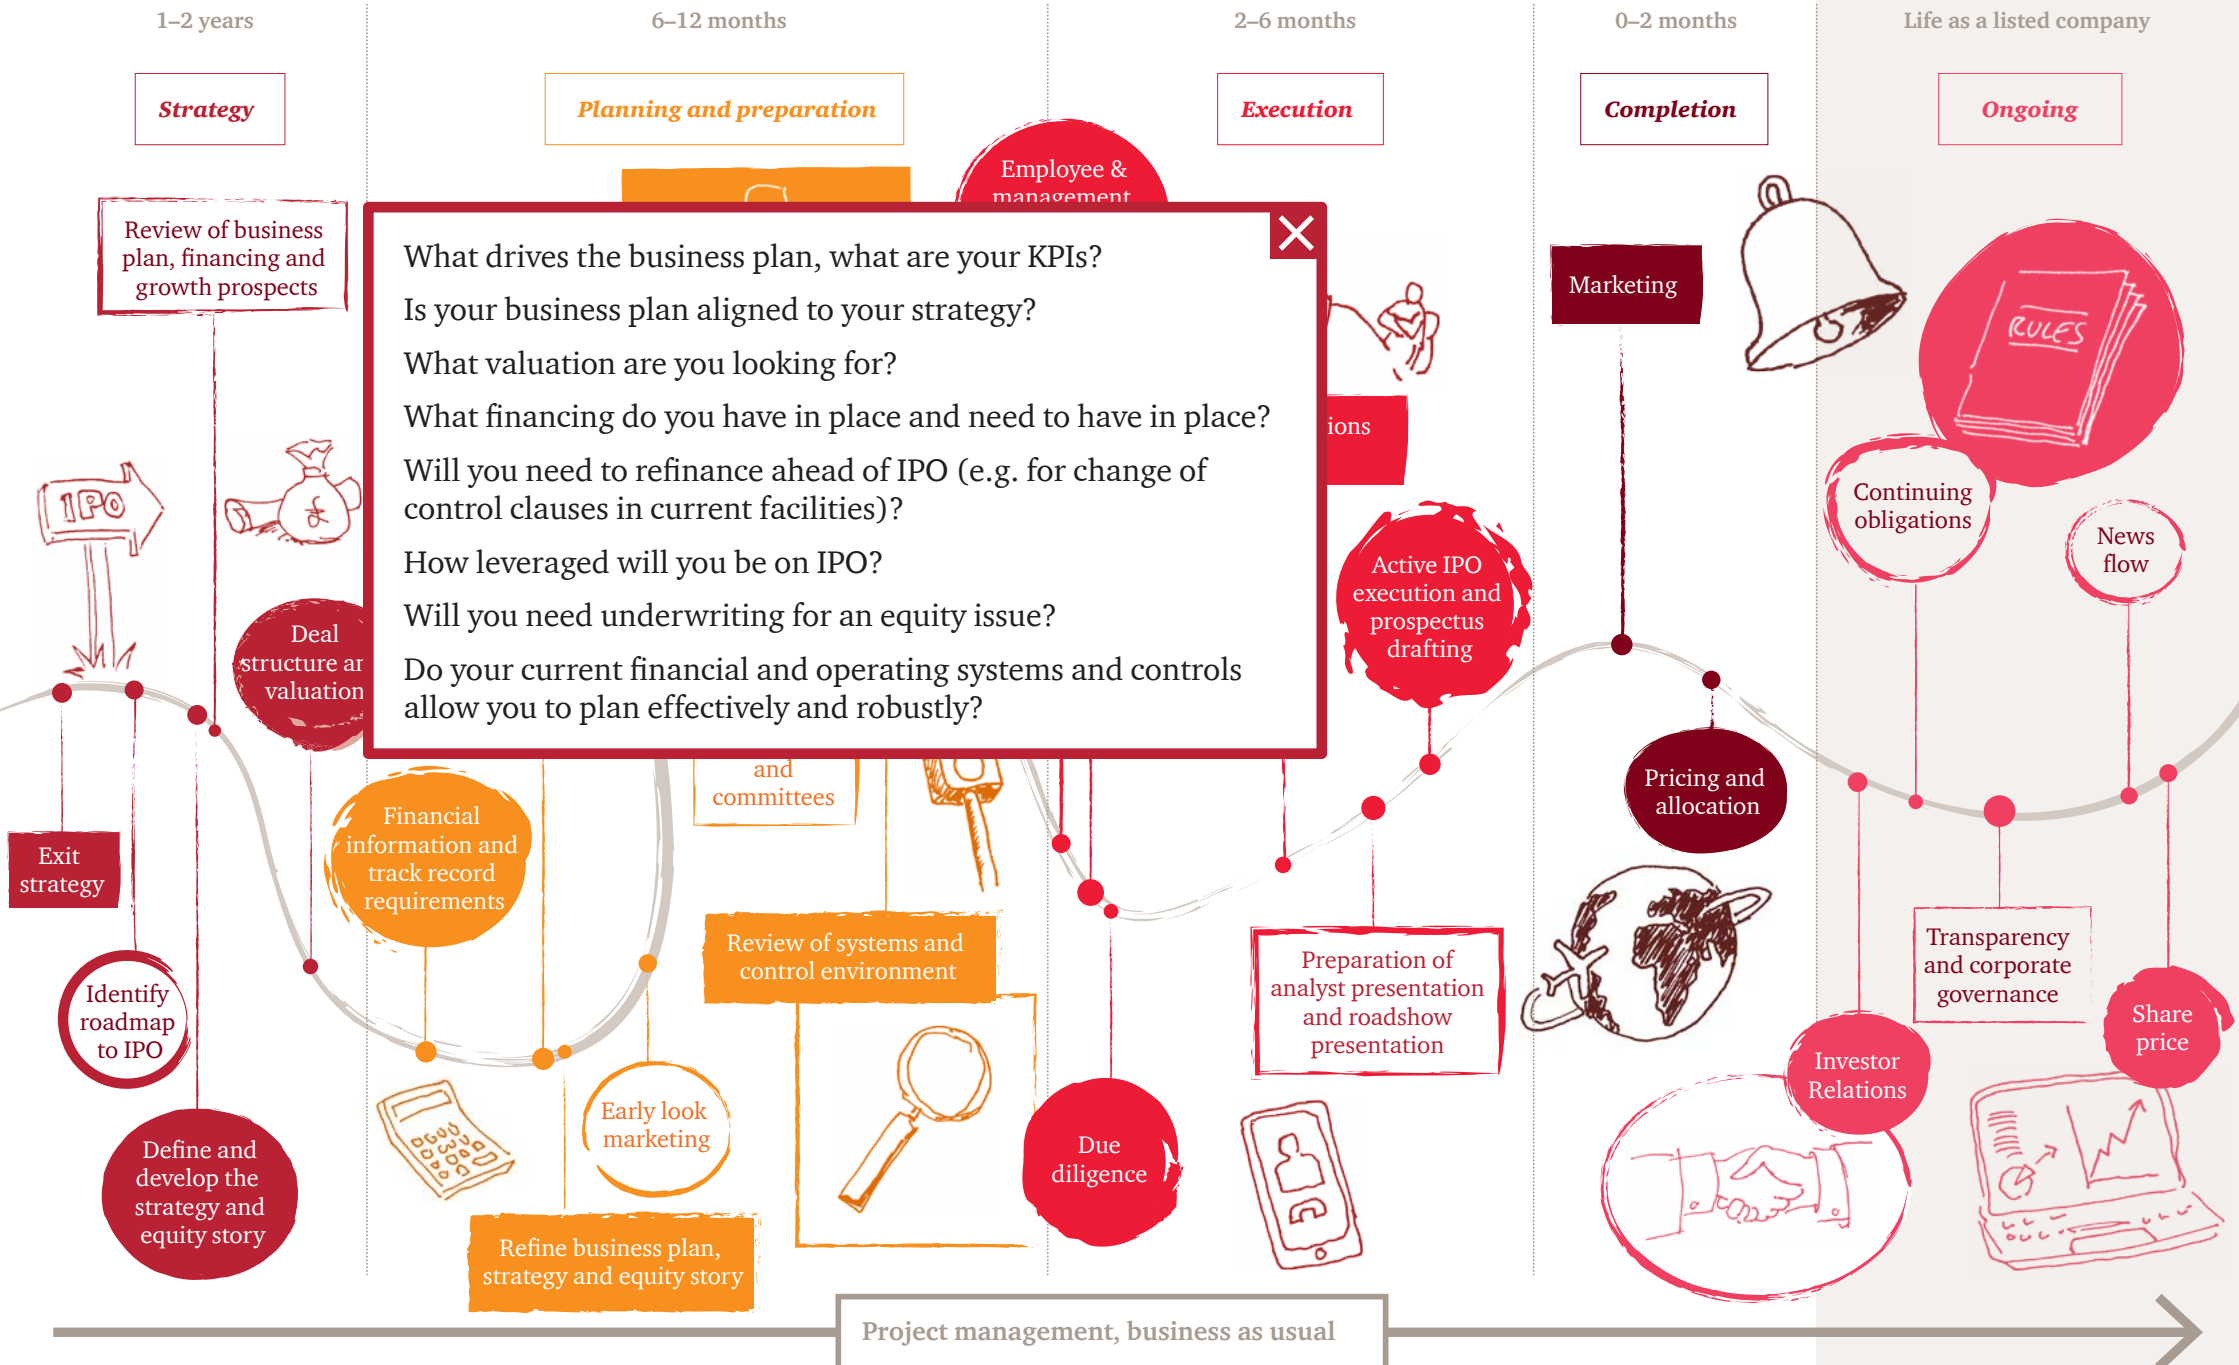 1–2 years
6–12 months
2–6 months
0–2 months
Life as a listed company
Strategy
Planning and preparation
Execution
Completion
Ongoing
Employee &
management
Review of business
plan, financing and
growth prospects
What drives the business plan, what are your KPIs?
Is your business plan aligned to your strategy?
What valuation are you looking for?
What financing do you have in place and need to have in place?
Will you need to refinance ahead of IPO (e.g. for change of
control clauses in current facilities)?
How leveraged will you be on IPO?
Will you need underwriting for an equity issue?
Do your current financial and operating systems and controls
allow you to plan effectively and robustly?
Marketing
RULES
IPO
£
Continuing
obligations
News
flow
Active IPO
execution and
prospectus
drafting
Deal
structure
valuation
and
committees
Pricing and
allocation
Financial
information and
track record
requirements
Exit
strategy
Review of systems and
control environment
Identify
roadmap
to IPO
Preparation of
analyst presentation
and roadshow
presentation
Transparency
and corporate
governance
Share
price
Investor
Relations
Early look
marketing
Due
diligence
Define and
develop the
strategy and
equity story
Refine business plan,
strategy and equity story
Project management, business as usual